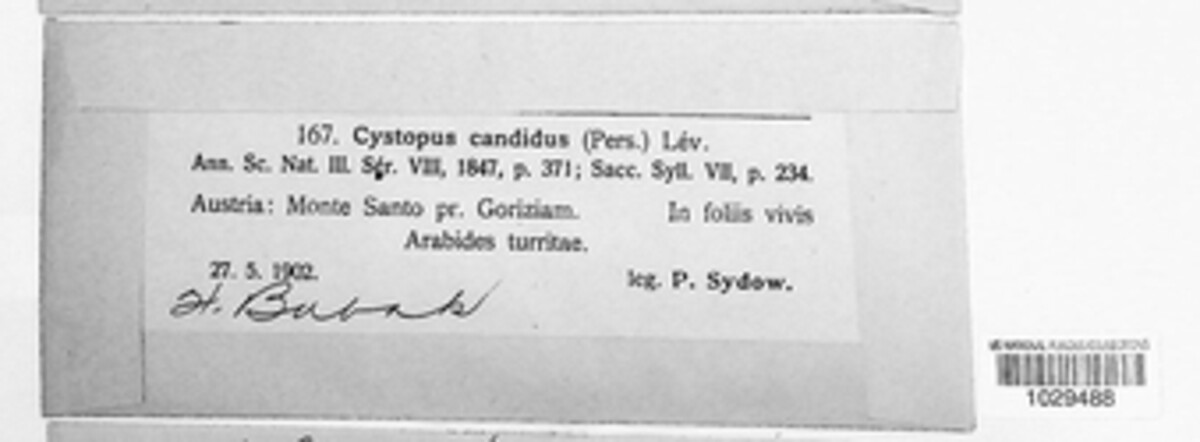 167. Cystopus candidus (Pers.) Lév.
Ann. Sc. Nat. III. Sér. VIII, 1847, p. 371; Sacc. Syll. VII, p. 234.
Austria: Monte Santo pr. Goriziam. In foliis vivis
Arabides turritae.
27. 5. 1902. leg. P. Sydow.
F. Bubak
1029488